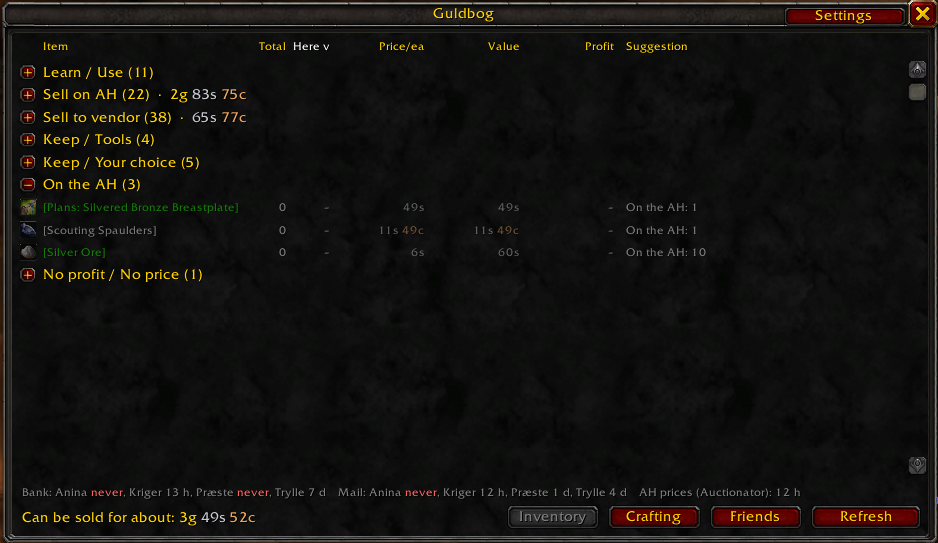 Guldbog
Settings
Item Total Here v Price/ea Value Profit Suggestion
Learn / Use (11)
Sell on AH (22) · 2g 83s 75c
Sell to vendor (38) · 65s 77c
Keep / Tools (4)
Keep / Your choice (5)
On the AH (3)
[Plans: Silvered Bronze Breastplate] 0 - 49s 49s - On the AH: 1
[Scouting Spaulders] 0 - 11s 49c 11s 49c - On the AH: 1
[Silver Ore] 0 - 6s 60s - On the AH: 10
No profit / No price (1)
Bank: Anina never, Kriger 13 h, Præste never, Trylle 7 d Mail: Anina never, Kriger 12 h, Præste 1 d, Trylle 4 d AH prices (Auctionator): 12 h
Can be sold for about: 3g 49s 52c
Inventory Crafting Friends Refresh